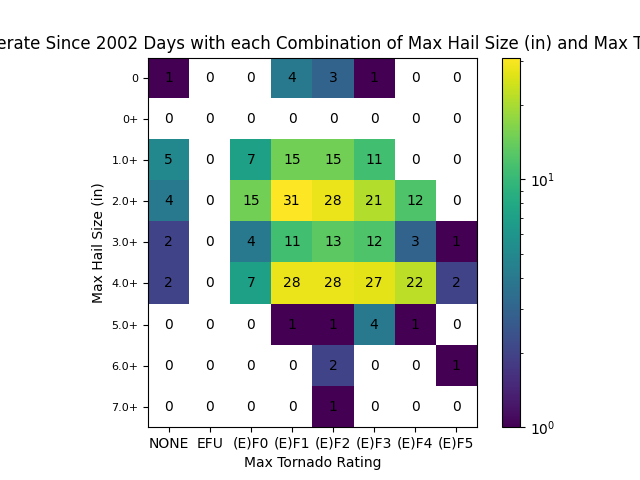 erate Since 2002 Days with each Combination of Max Hail Size (in) and Max T
0 1 0 0 4 3 1 0 0
0+ 0 0 0 0 0 0 0 0
1.0+ 5 0 7 15 15 11 0 0
2.0+ 4 0 15 31 28 21 12 0
3.0+ 2 0 4 11 13 12 3 1
4.0+ 2 0 7 28 28 27 22 2
5.0+ 0 0 0 1 1 4 1 0
6.0+ 0 0 0 0 2 0 0 1
7.0+ 0 0 0 0 1 0 0 0
NONE EFU (E)F0 (E)F1 (E)F2 (E)F3 (E)F4 (E)F5
Max Tornado Rating
Max Hail Size (in)
10¹
10⁰